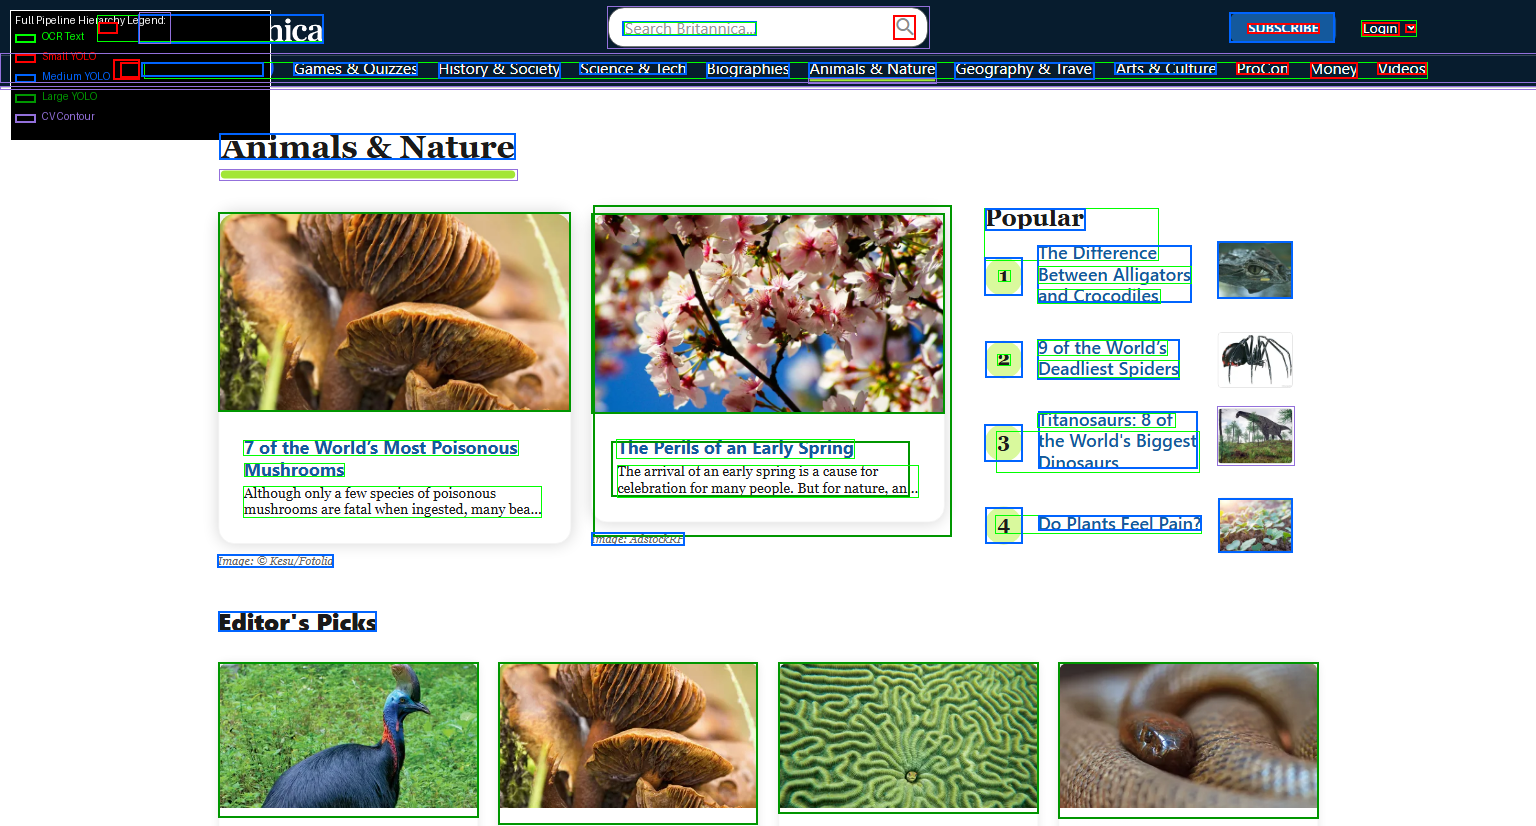 Full Pipeline Hierarchy Legend:
OCR Text
Small YOLO
Medium YOLO
Large YOLO
CV Contour
nica
Search Britannica...
SUBSCRIBE
Login
Games & Quizzes
History & Society
Science & Tech
Biographies
Animals & Nature
Geography & Travel
Arts & Culture
ProCon
Money
Videos
Animals & Nature
7 of the World's Most Poisonous
Mushrooms
Although only a few species of poisonous
mushrooms are fatal when ingested, many bea...
Image: © Kesu/Fotolia
The Perils of an Early Spring
The arrival of an early spring is a cause for
celebration for many people. But for nature, an...
Image: AdstockRF
Popular
1
The Difference
Between Alligators
and Crocodiles
2
9 of the World's
Deadliest Spiders
3
Titanosaurs: 8 of
the World's Biggest
Dinosaurs
4
Do Plants Feel Pain?
Editor's Picks